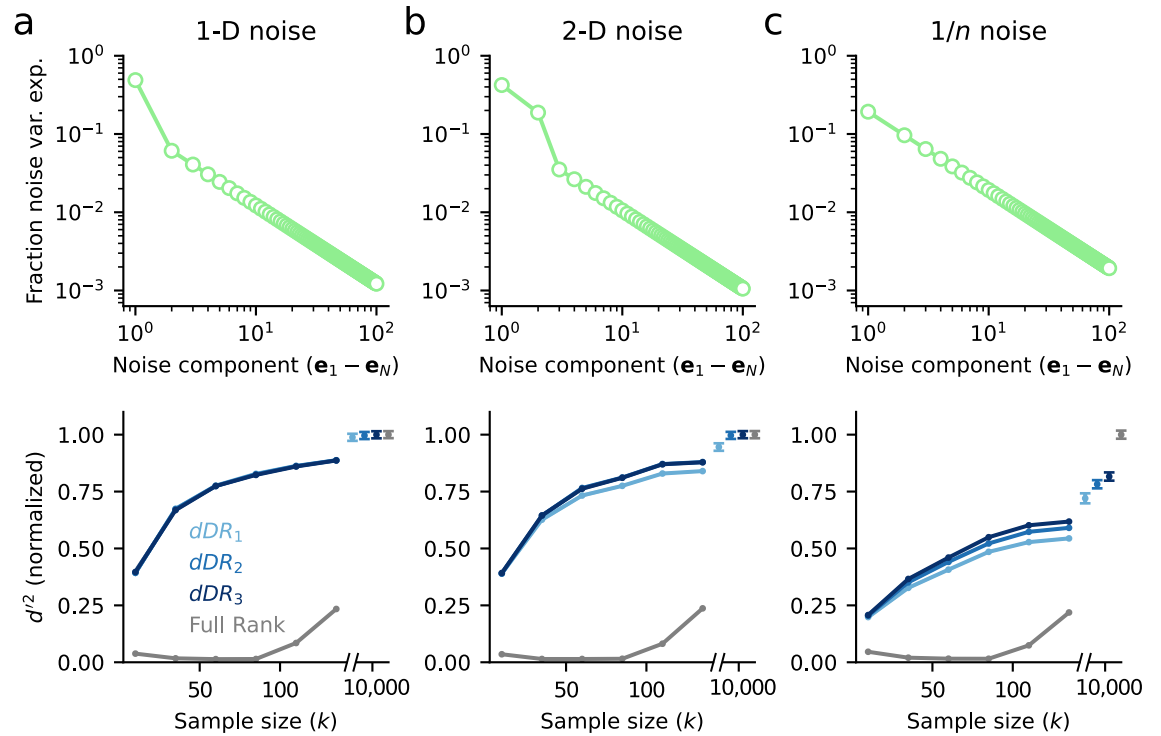 a
1-D noise
b
2-D noise
c
1/n noise
Fraction noise var. exp.
10⁰
10⁻¹
10⁻²
10⁻³
10⁰ 10¹ 10²
10⁰
10⁻¹
10⁻²
10⁻³
10⁰ 10¹ 10²
10⁰
10⁻¹
10⁻²
10⁻³
10⁰ 10¹ 10²
Noise component (e₁ − e_N)
Noise component (e₁ − e_N)
Noise component (e₁ − e_N)
d′² (normalized)
1.00
0.75
0.50
0.25
0.00
dDR₁
dDR₂
dDR₃
Full Rank
50 100 10,000
Sample size (k)
1.00
0.75
0.50
0.25
0.00
50 100 10,000
Sample size (k)
1.00
0.75
0.50
0.25
0.00
50 100 10,000
Sample size (k)